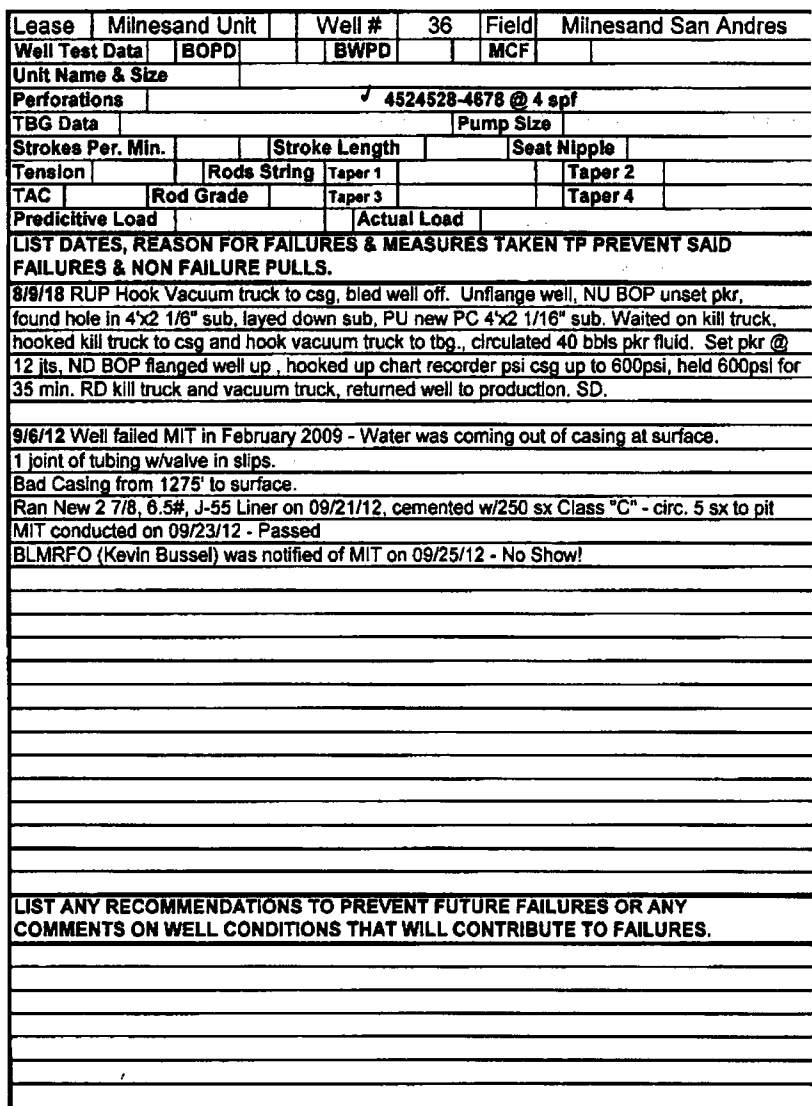 Lease Milnesand Unit Well # 36 Field Milnesand San Andres
Well Test Data BOPD BWPD MCF
Unit Name & Size
Perforations ✓ 4524528-4678 @ 4 spf
TBG Data Pump Size
Strokes Per. Min. Stroke Length Seat Nipple
Tension Rods String Taper 1 Taper 2
TAC Rod Grade Taper 3 Taper 4
Predicitive Load Actual Load
LIST DATES, REASON FOR FAILURES & MEASURES TAKEN TP PREVENT SAID
FAILURES & NON FAILURE PULLS.
8/9/18 RUP Hook Vacuum truck to csg, bled well off. Unflange well, NU BOP unset pkr,
found hole in 4'x2 1/6" sub, layed down sub, PU new PC 4'x2 1/16" sub. Waited on kill truck,
hooked kill truck to csg and hook vacuum truck to tbg., circulated 40 bbls pkr fluid. Set pkr @
12 jts, ND BOP flanged well up , hooked up chart recorder psi csg up to 600psi, held 600psi for
35 min. RD kill truck and vacuum truck, returned well to production. SD.
9/6/12 Well failed MIT in February 2009 - Water was coming out of casing at surface.
1 joint of tubing w/valve in slips.
Bad Casing from 1275' to surface.
Ran New 2 7/8, 6.5#, J-55 Liner on 09/21/12, cemented w/250 sx Class "C" - circ. 5 sx to pit
MIT conducted on 09/23/12 - Passed
BLMRFO (Kevin Bussel) was notified of MIT on 09/25/12 - No Show!
LIST ANY RECOMMENDATIONS TO PREVENT FUTURE FAILURES OR ANY
COMMENTS ON WELL CONDITIONS THAT WILL CONTRIBUTE TO FAILURES.